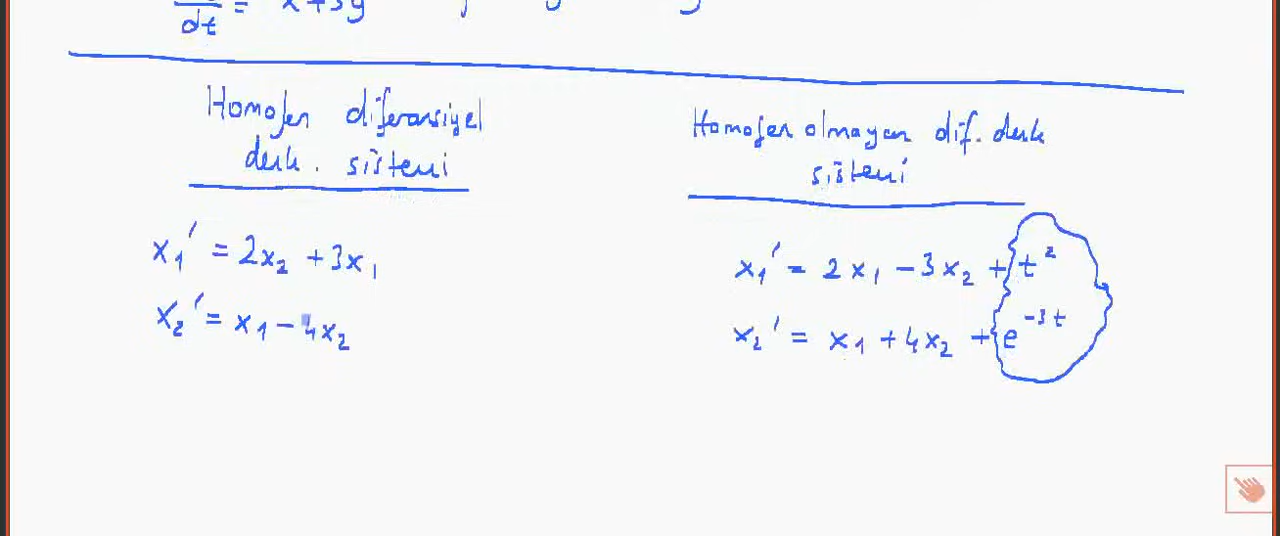 dt = x+3y
Homojen diferansiyel
denk. sistemi
x₁' = 2x₂ + 3x₁
x₂' = x₁ - 4x₂
Homojen olmayan dif. denk
sistemi
x₁' = 2x₁ - 3x₂ + t²
x₂' = x₁ + 4x₂ + e⁻³ᵗ